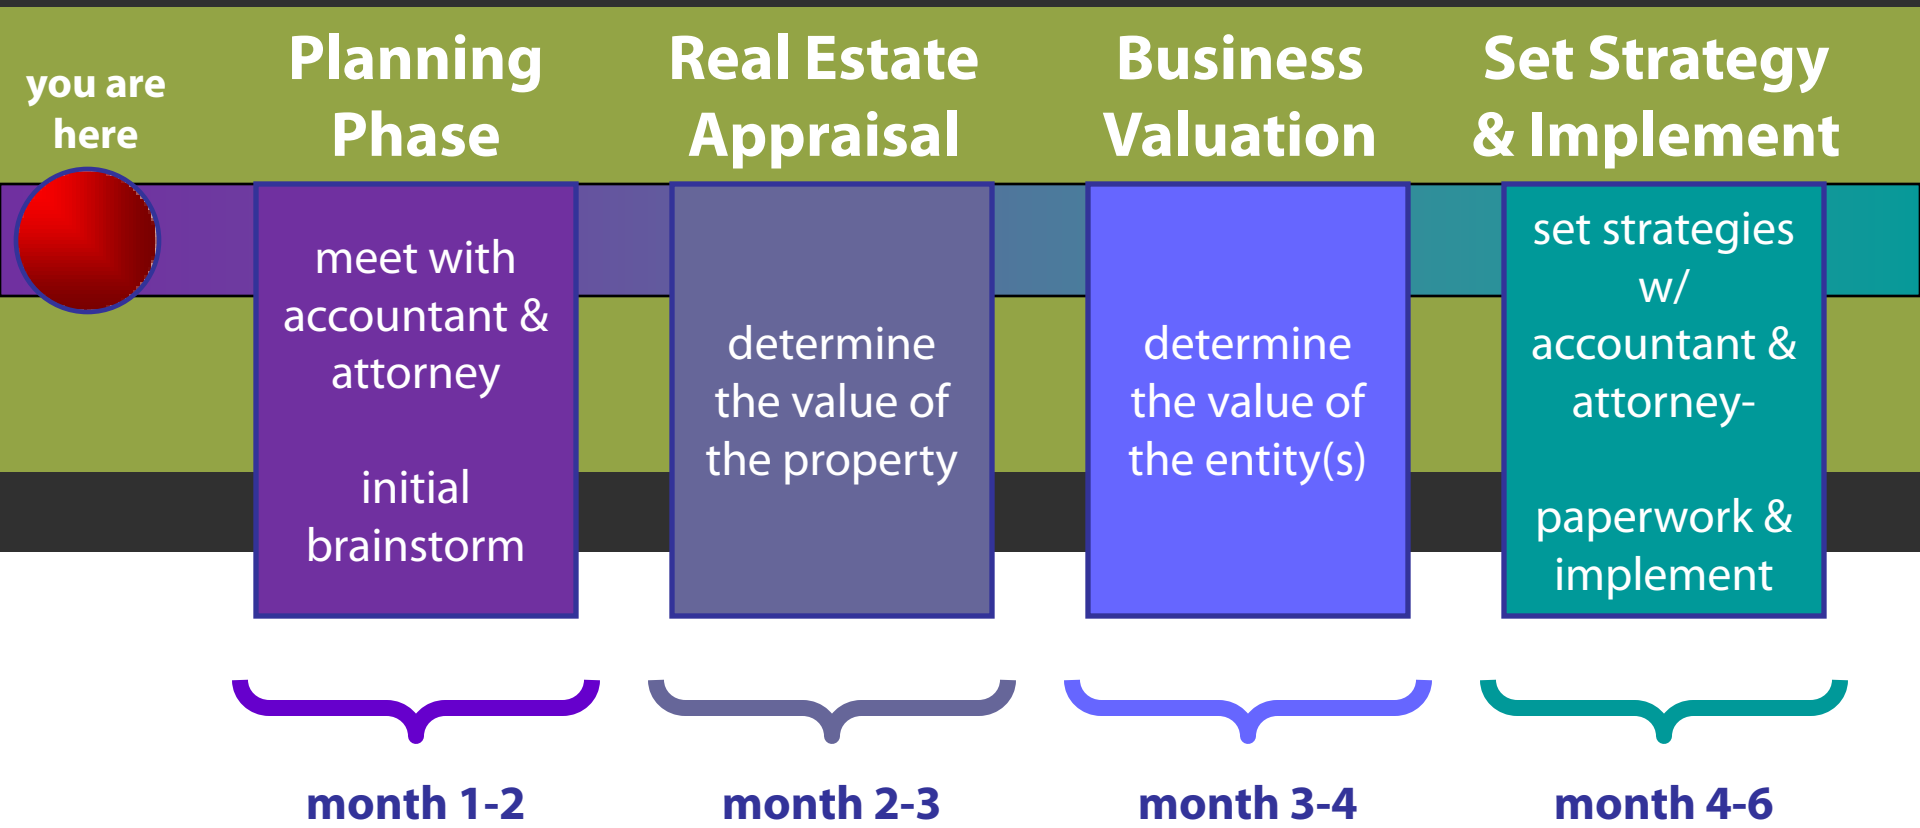 you are
here
Planning
Phase
Real Estate
Appraisal
Business
Valuation
Set Strategy
& Implement
meet with
accountant &
attorney
initial
brainstorm
determine
the value of
the property
determine
the value of
the entity(s)
set strategies
w/
accountant &
attorney-
paperwork &
implement
month 1-2
month 2-3
month 3-4
month 4-6